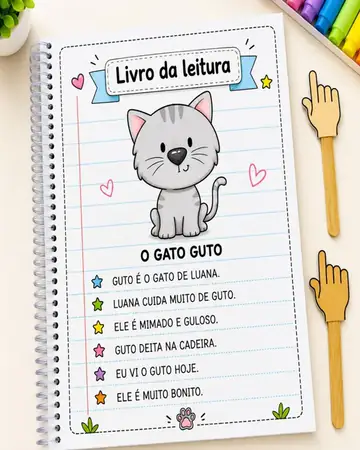 Livro da leitura
O GATO GUTO
GUTO É O GATO DE LUANA.
LUANA CUIDA MUITO DE GUTO.
ELE É MIMADO E GULOSO.
GUTO DEITA NA CADEIRA.
EU VI O GUTO HOJE.
ELE É MUITO BONITO.